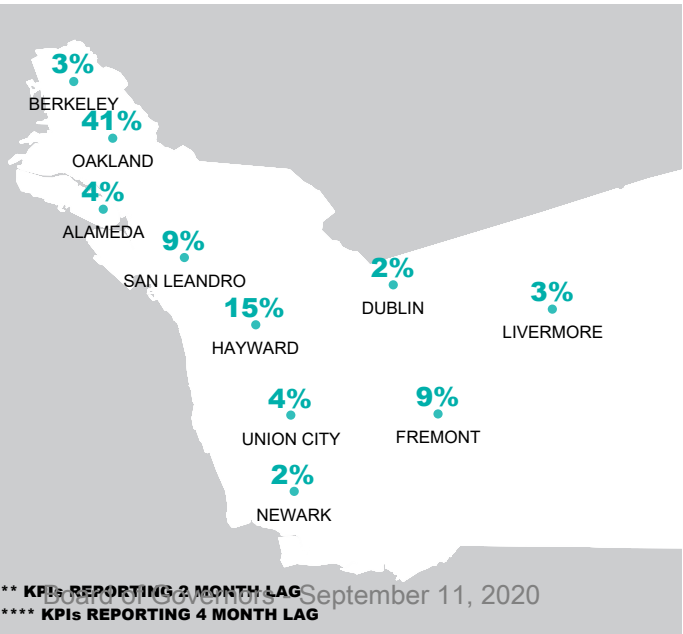 3%
BERKELEY
41%
OAKLAND
4%
ALAMEDA
9%
SAN LEANDRO
2%
DUBLIN
3%
LIVERMORE
15%
HAYWARD
4%
UNION CITY
9%
FREMONT
2%
NEWARK
** KPIs REPORTING 2 MONTH LAG
Board of Governors - September 11, 2020
**** KPIs REPORTING 4 MONTH LAG